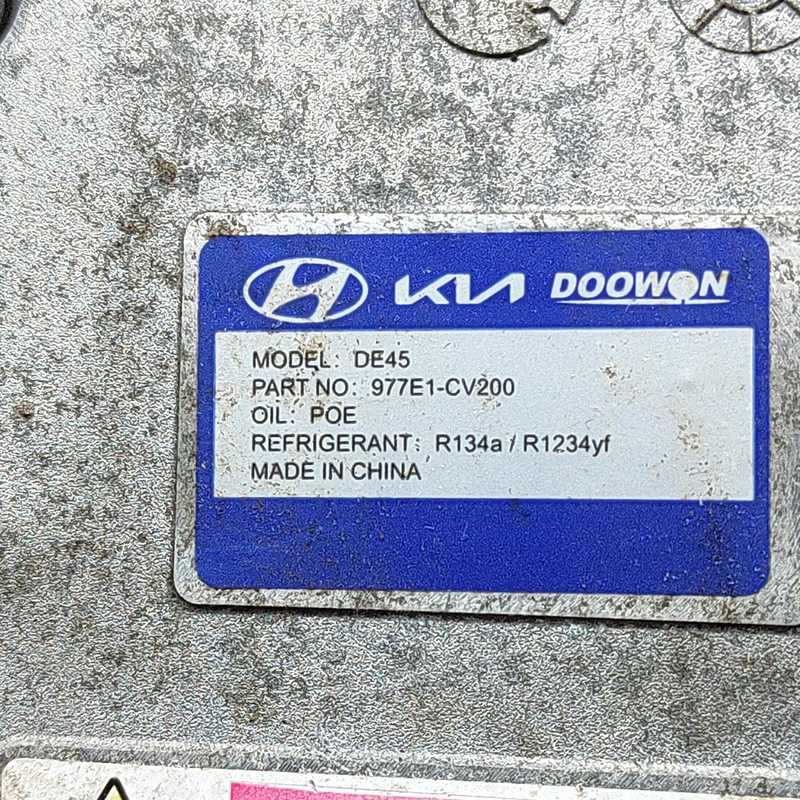 KIA DOOWON
MODEL: DE45
PART NO: 977E1-CV200
OIL: POE
REFRIGERANT: R134a / R1234yf
MADE IN CHINA